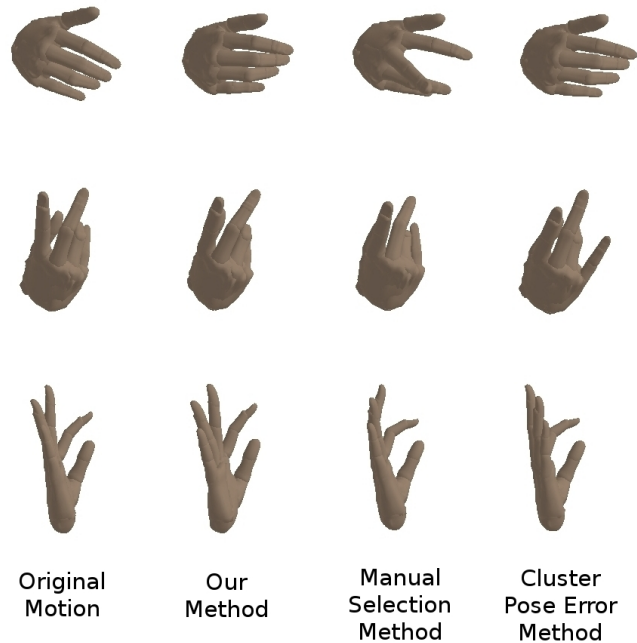 Original
Motion
Our
Method
Manual
Selection
Method
Cluster
Pose Error
Method